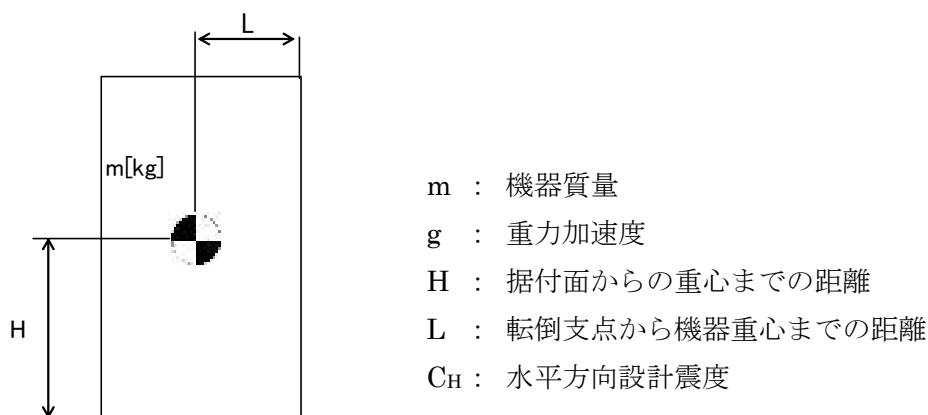 L
m[kg]
H
m : 機器質量
g : 重力加速度
H : 据付面からの重心までの距離
L : 転倒支点から機器重心までの距離
CH : 水平方向設計震度